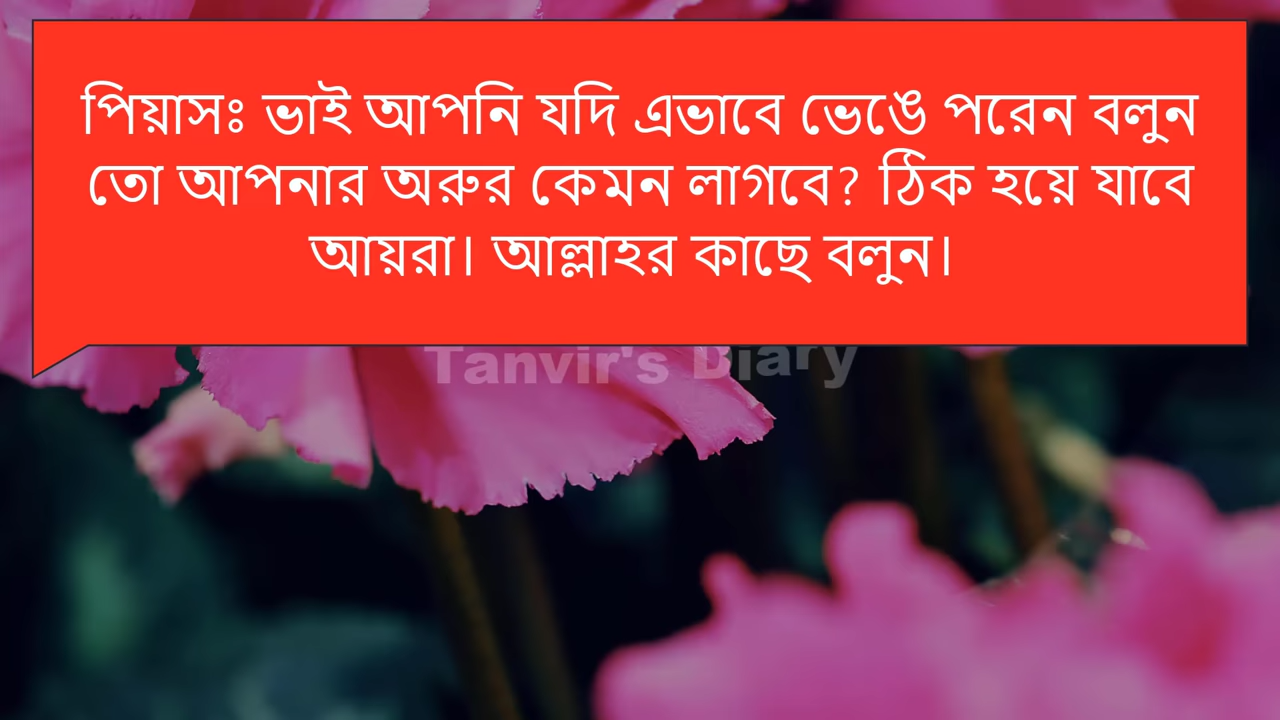 পিয়াসঃ ভাই আপনি যদি এভাবে ভেঙে পরেন বলুন
তো আপনার অরুর কেমন লাগবে? ঠিক হয়ে যাবে
আয়রা। আল্লাহর কাছে বলুন।
Tanvir's Diary